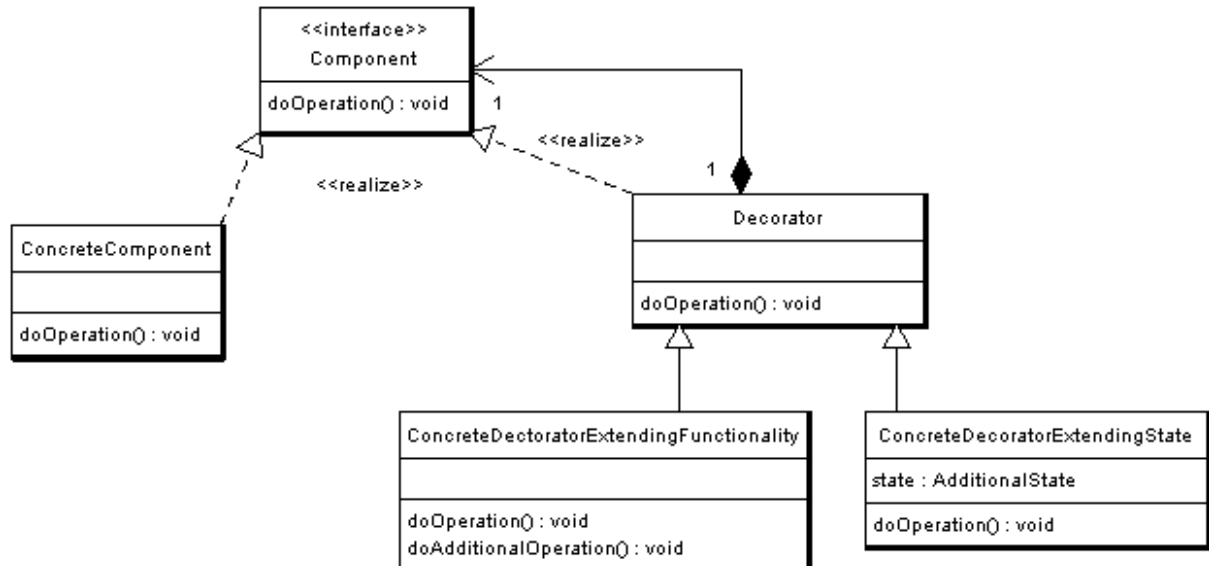 <<interface>>
Component
doOperation() : void
1
<<realize>>
<<realize>>
1
Decorator
doOperation() : void
ConcreteComponent
doOperation() : void
ConcreteDectoratorExtendingFunctionality
doOperation() : void
doAdditionalOperation() : void
ConcreteDecoratorExtendingState
state : AdditionalState
doOperation() : void